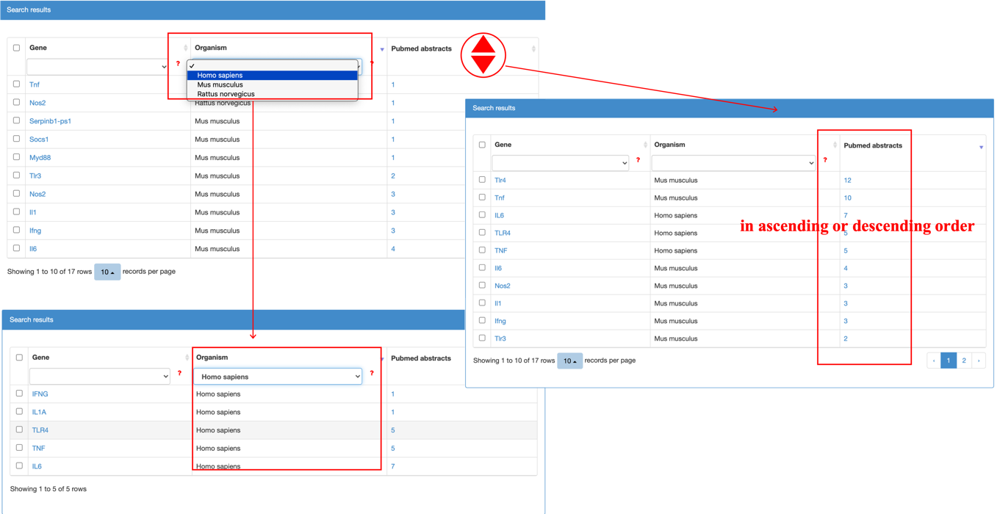 Search results
Gene Organism Pubmed abstracts
? ?
✓
Homo sapiens
Mus musculus
Rattus norvegicus
Tnf 1
Nos2 Rattus norvegicus 1
Serpinb1-ps1 Mus musculus 1
Socs1 Mus musculus 1
Myd88 Mus musculus 1
Tlr3 Mus musculus 2
Nos2 Mus musculus 3
Il1 Mus musculus 3
Ifng Mus musculus 3
Il6 Mus musculus 4
Showing 1 to 10 of 17 rows 10 records per page
Search results
Gene Organism Pubmed abstracts
? ?
Tlr4 Mus musculus 12
Tnf Mus musculus 10
IL6 Homo sapiens 7
in ascending or descending order
TLR4 Homo sapiens 5
TNF Homo sapiens 5
Il6 Mus musculus 4
Nos2 Mus musculus 3
Il1 Mus musculus 3
Ifng Mus musculus 3
Tlr3 Mus musculus 2
Showing 1 to 10 of 17 rows 10 records per page ‹ 1 2 ›
Search results
Gene Organism Pubmed abstracts
? Homo sapiens ?
IFNG Homo sapiens 1
IL1A Homo sapiens 1
TLR4 Homo sapiens 5
TNF Homo sapiens 5
IL6 Homo sapiens 7
Showing 1 to 5 of 5 rows